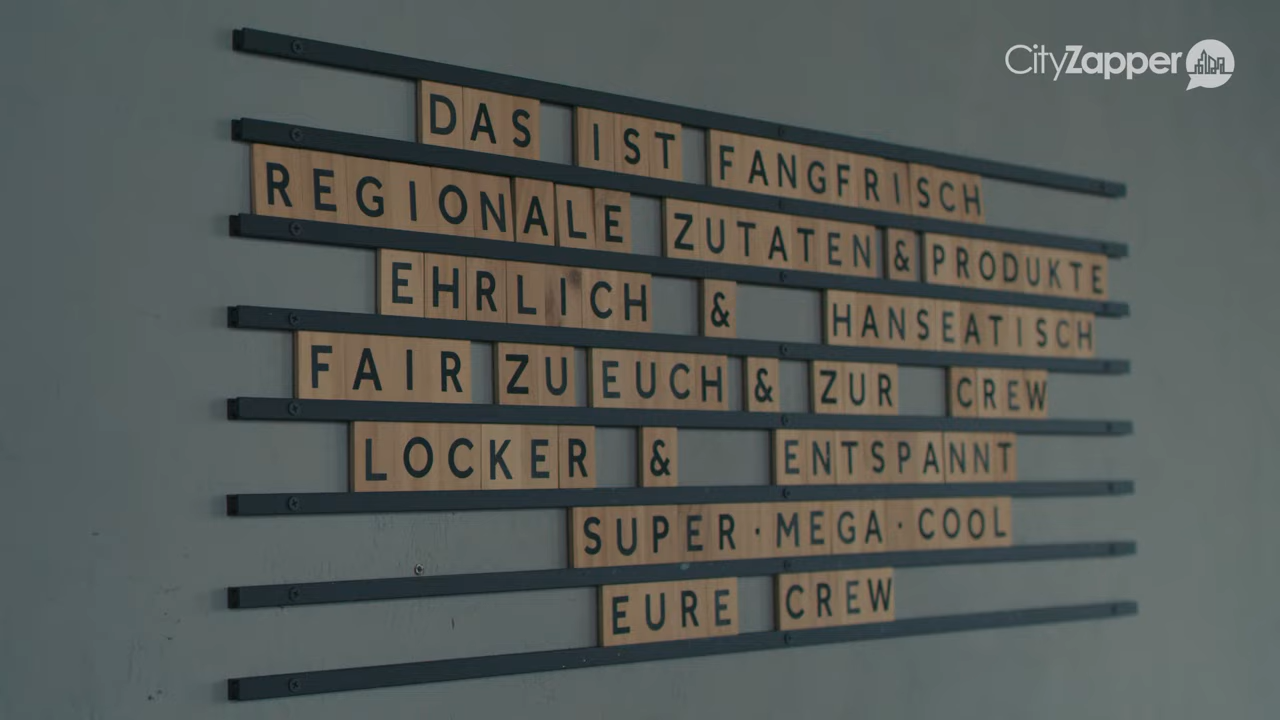 CityZapper
DAS IST FANGFRISCH
REGIONALE ZUTATEN & PRODUKTE
EHRLICH & HANSEATISCH
FAIR ZU EUCH & ZUR CREW
LOCKER & ENTSPANNT
SUPER·MEGA·COOL
EURE CREW